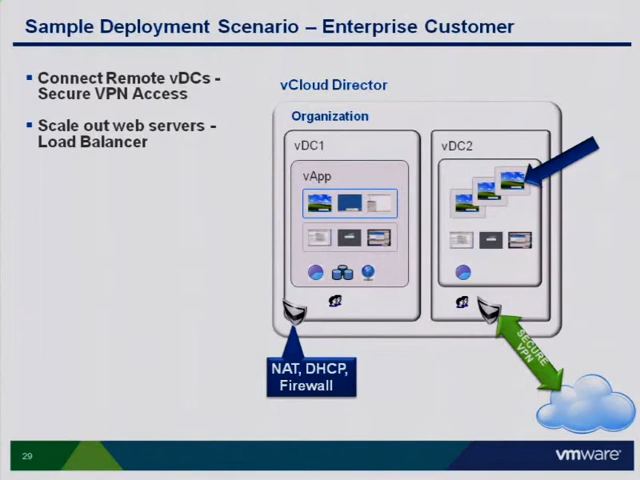 Sample Deployment Scenario – Enterprise Customer
Connect Remote vDCs -
Secure VPN Access
Scale out web servers -
Load Balancer
vCloud Director
Organization
vDC1
vDC2
vApp
NAT, DHCP,
Firewall
SECURE
VPN
29
vmware